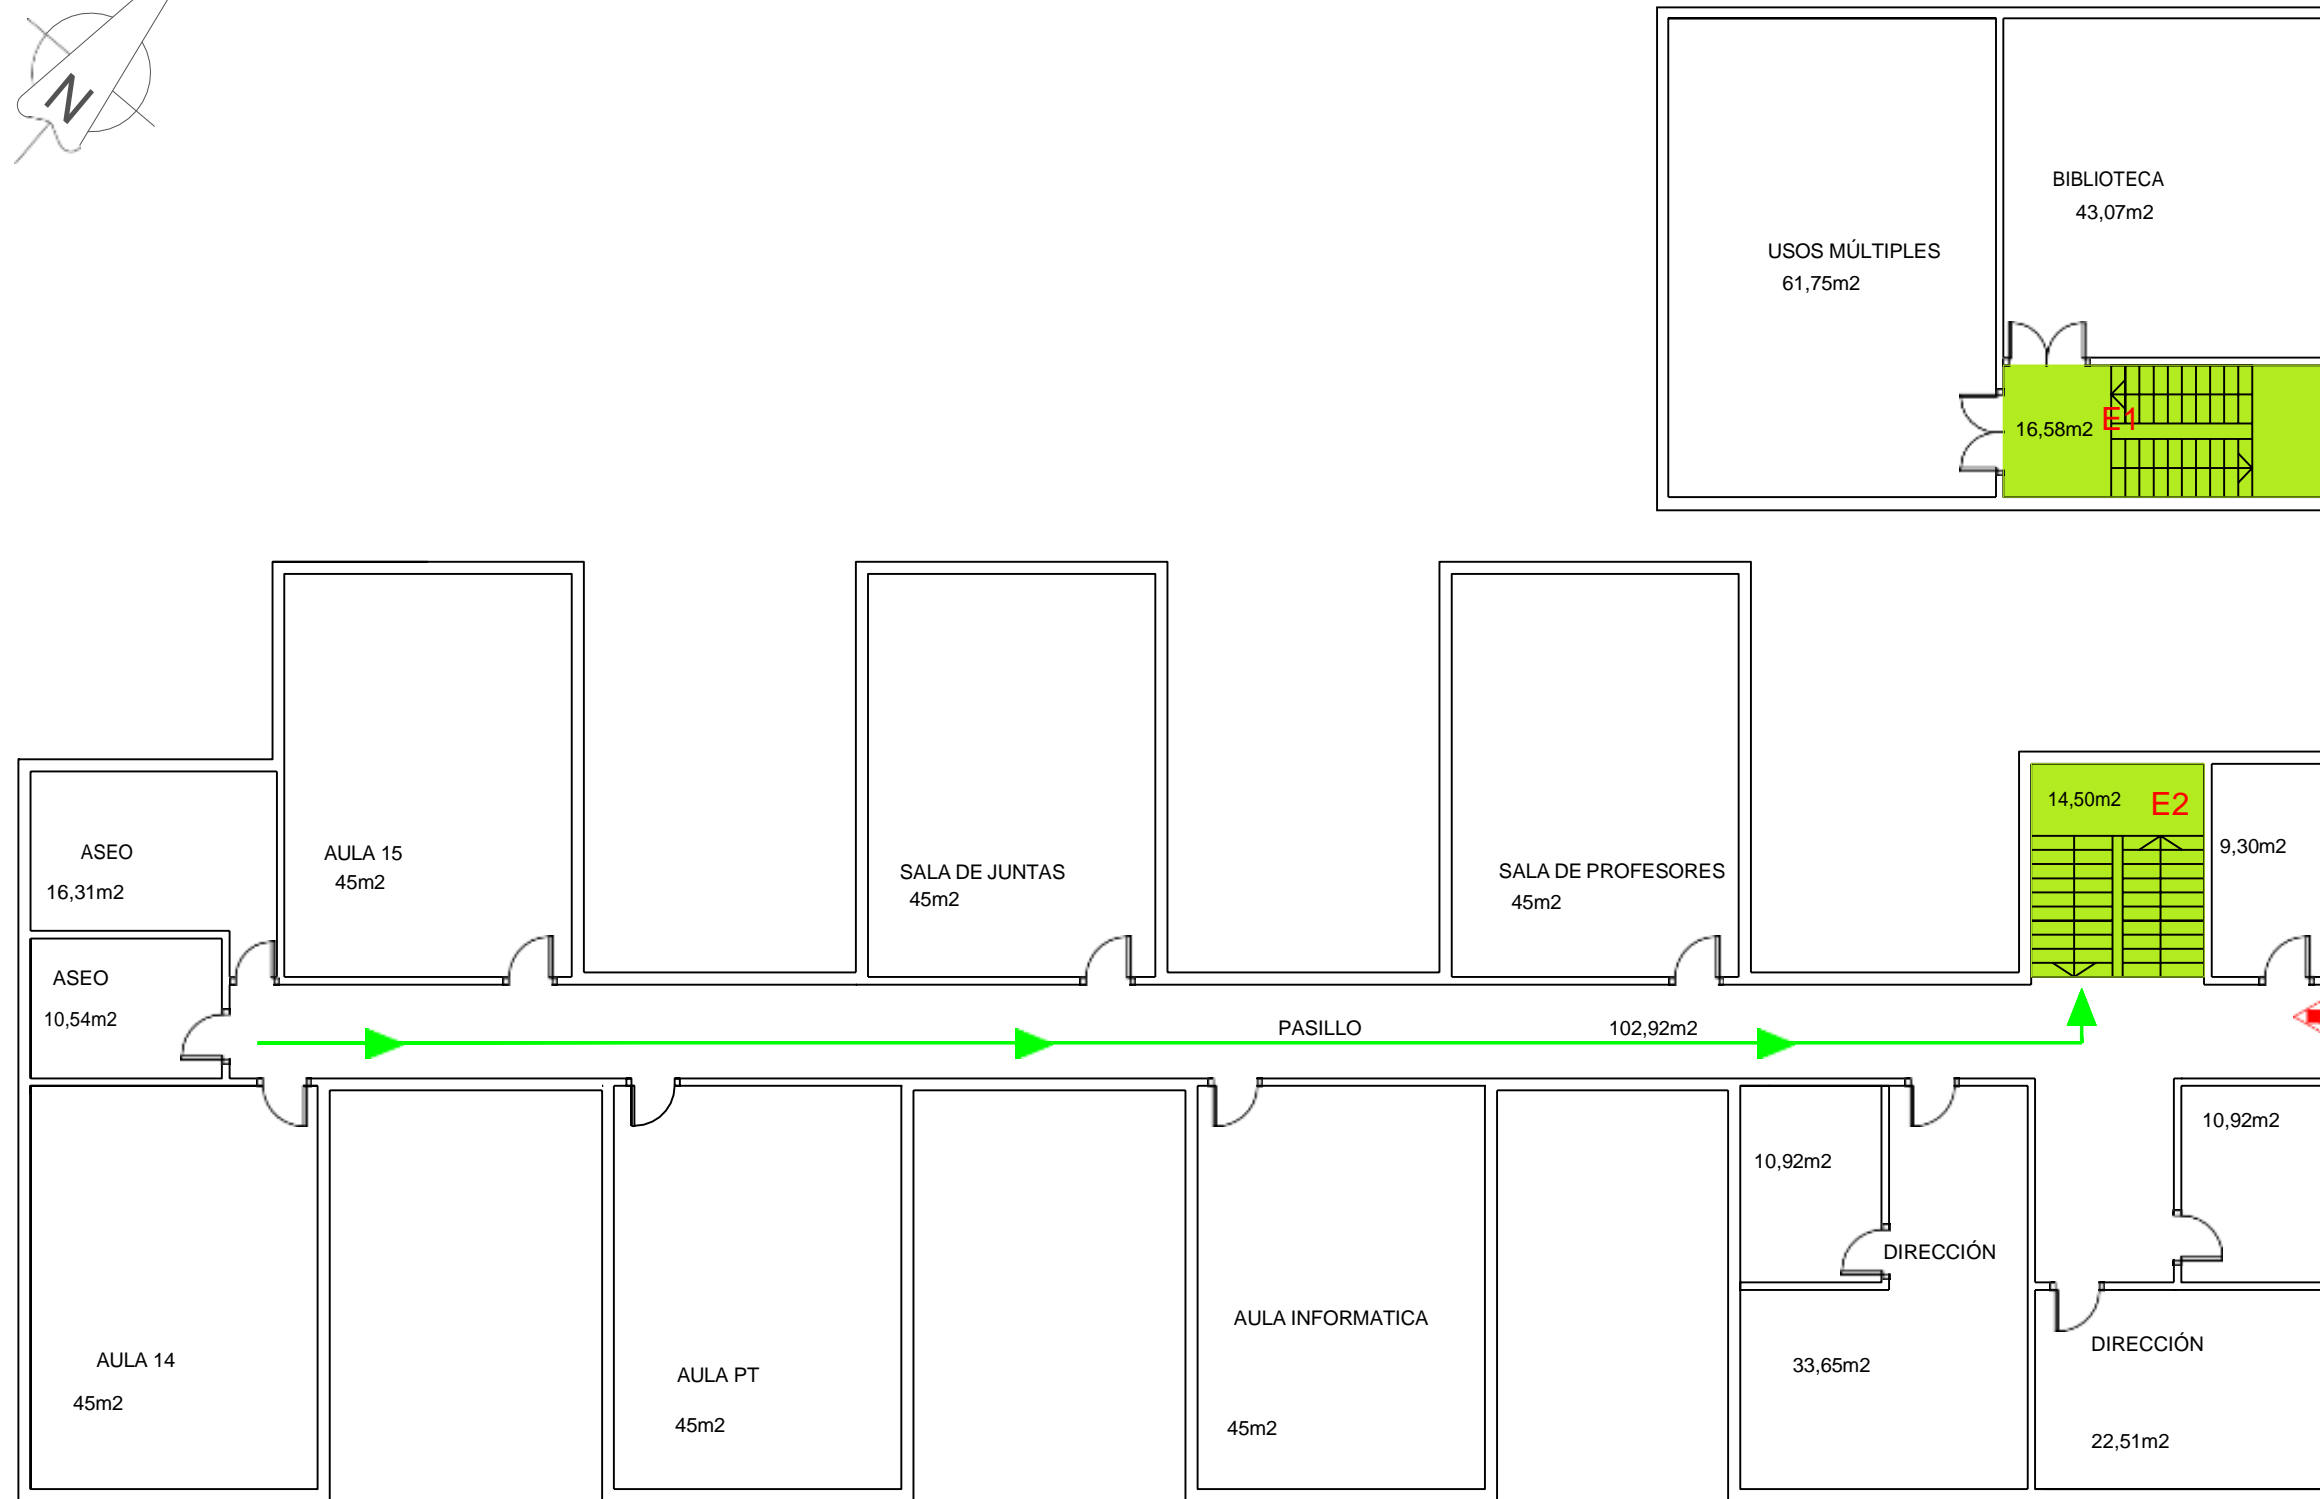 N
BIBLIOTECA
43,07m2
USOS MÚLTIPLES
61,75m2
16,58m2
E1
14,50m2
E2
9,30m2
ASEO
16,31m2
AULA 15
45m2
SALA DE JUNTAS
45m2
SALA DE PROFESORES
45m2
ASEO
10,54m2
PASILLO
102,92m2
10,92m2
10,92m2
DIRECCIÓN
AULA INFORMATICA
45m2
DIRECCIÓN
33,65m2
22,51m2
AULA 14
45m2
AULA PT
45m2